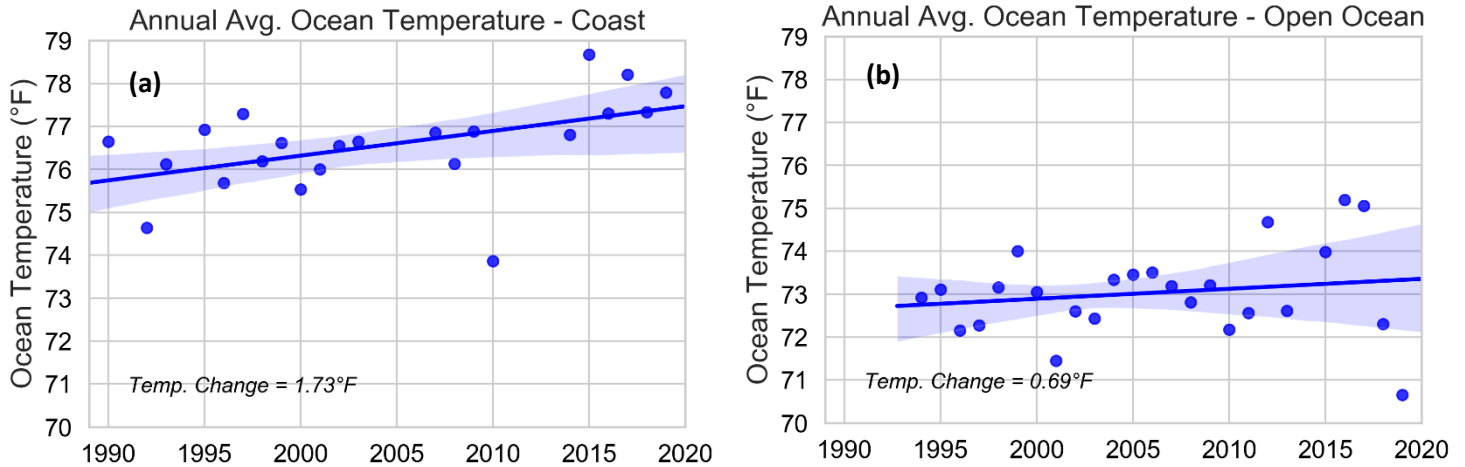 Annual Avg. Ocean Temperature - Coast
Ocean Temperature (°F)
79
78
77
76
75
74
73
72
71
70
(a)
Temp. Change = 1.73°F
1990 1995 2000 2005 2010 2015 2020
Annual Avg. Ocean Temperature - Open Ocean
Ocean Temperature (°F)
79
78
77
76
75
74
73
72
71
70
(b)
Temp. Change = 0.69°F
1990 1995 2000 2005 2010 2015 2020